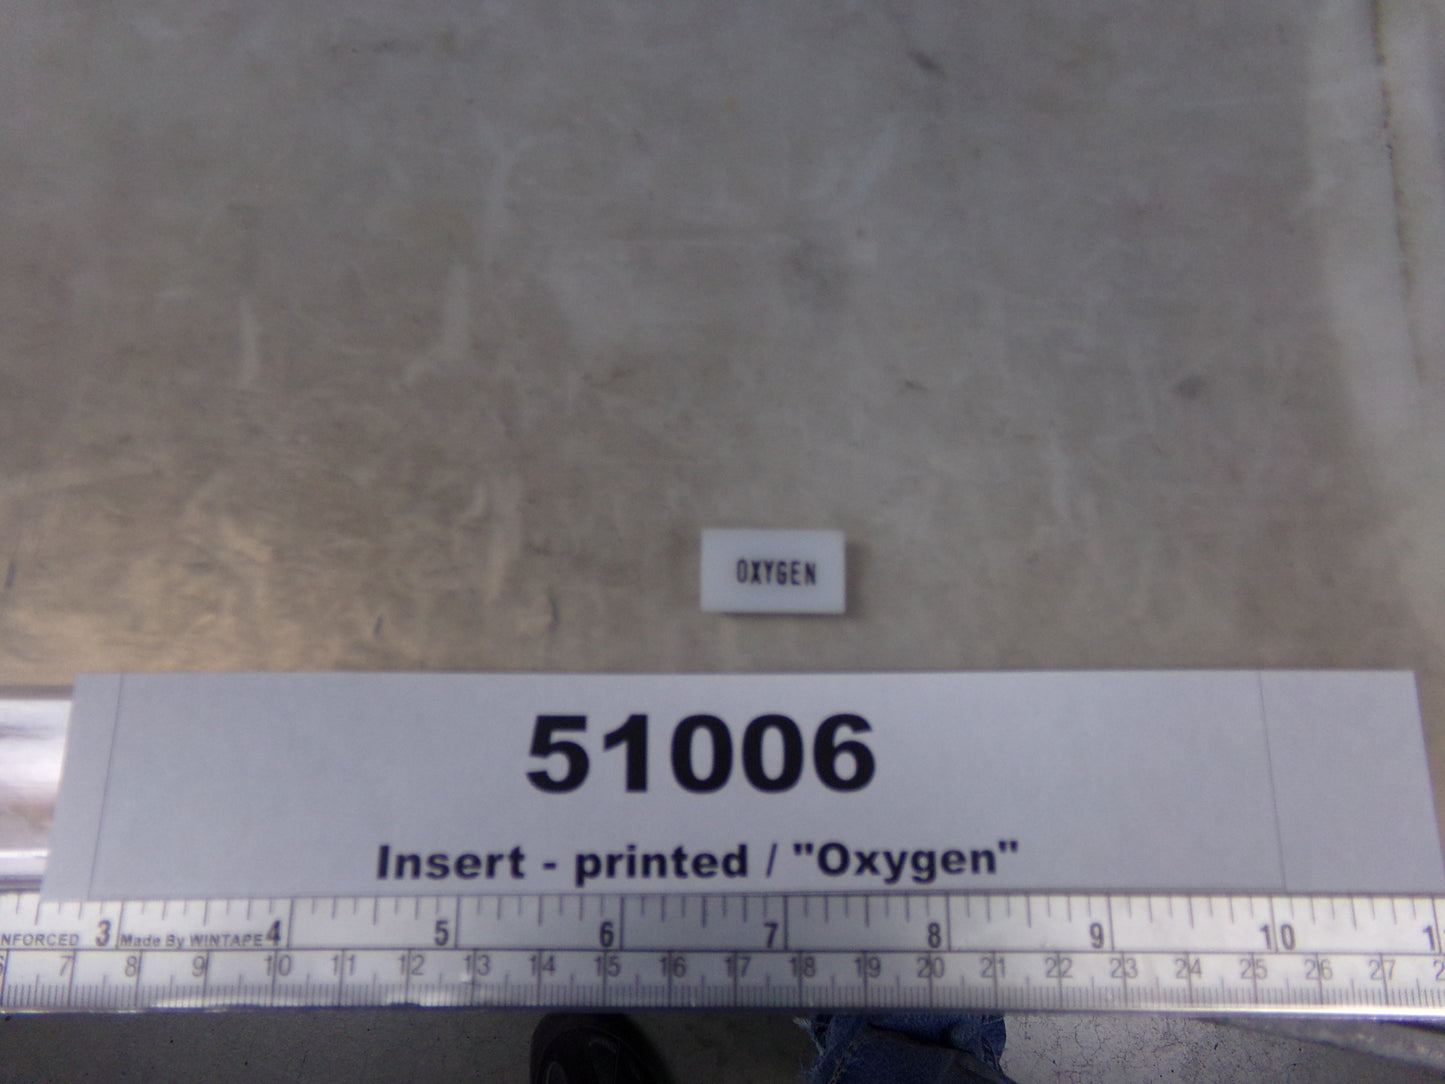 OXYGEN
51006
Insert - printed / "Oxygen"
NFORCED 3 Made By WINTAPE 4 5 6 7 8 9 10
7 8 9 10 11 12 13 14 15 16 17 18 19 20 21 22 23 24 25 26 27